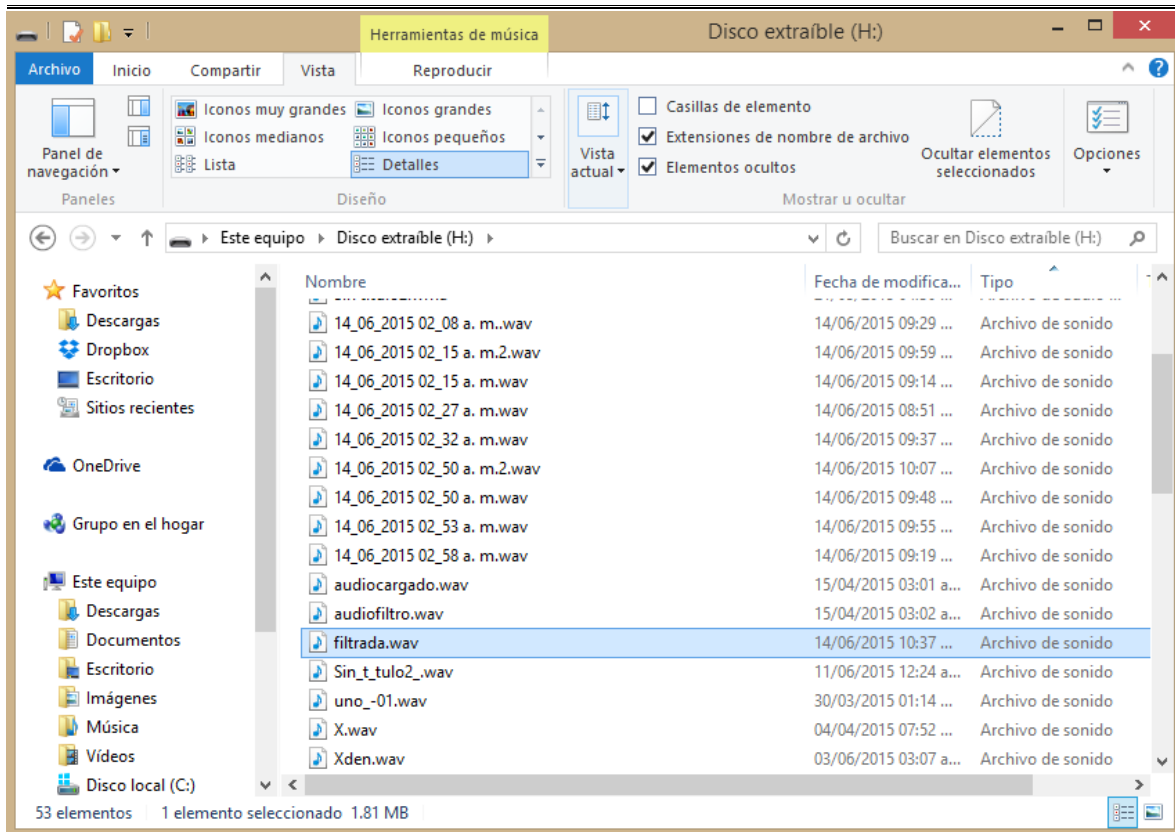 Herramientas de música
Disco extraíble (H:)
Archivo Inicio Compartir Vista Reproducir
Iconos muy grandes Iconos grandes
Iconos medianos Iconos pequeños
Lista Detalles
Panel de navegación
Paneles
Diseño
Vista actual
Casillas de elemento
Extensiones de nombre de archivo
Elementos ocultos
Ocultar elementos seleccionados
Opciones
Mostrar u ocultar
Este equipo Disco extraíble (H:)
Buscar en Disco extraíble (H:)
Favoritos
Descargas
Dropbox
Escritorio
Sitios recientes
OneDrive
Grupo en el hogar
Este equipo
Descargas
Documentos
Escritorio
Imágenes
Música
Vídeos
Disco local (C:)
Nombre Fecha de modifica... Tipo
14_06_2015 02_08 a. m..wav 14/06/2015 09:29 ... Archivo de sonido
14_06_2015 02_15 a. m.2.wav 14/06/2015 09:59 ... Archivo de sonido
14_06_2015 02_15 a. m.wav 14/06/2015 09:14 ... Archivo de sonido
14_06_2015 02_27 a. m.wav 14/06/2015 08:51 ... Archivo de sonido
14_06_2015 02_32 a. m.wav 14/06/2015 09:37 ... Archivo de sonido
14_06_2015 02_50 a. m.2.wav 14/06/2015 10:07 ... Archivo de sonido
14_06_2015 02_50 a. m.wav 14/06/2015 09:48 ... Archivo de sonido
14_06_2015 02_53 a. m.wav 14/06/2015 09:55 ... Archivo de sonido
14_06_2015 02_58 a. m.wav 14/06/2015 09:19 ... Archivo de sonido
audiocargado.wav 15/04/2015 03:01 a... Archivo de sonido
audiofiltro.wav 15/04/2015 03:02 a... Archivo de sonido
filtrada.wav 14/06/2015 10:37 ... Archivo de sonido
Sin_t_tulo2_.wav 11/06/2015 12:24 a... Archivo de sonido
uno_-01.wav 30/03/2015 01:14 ... Archivo de sonido
X.wav 04/04/2015 07:52 ... Archivo de sonido
Xden.wav 03/06/2015 03:07 a... Archivo de sonido
53 elementos 1 elemento seleccionado 1.81 MB